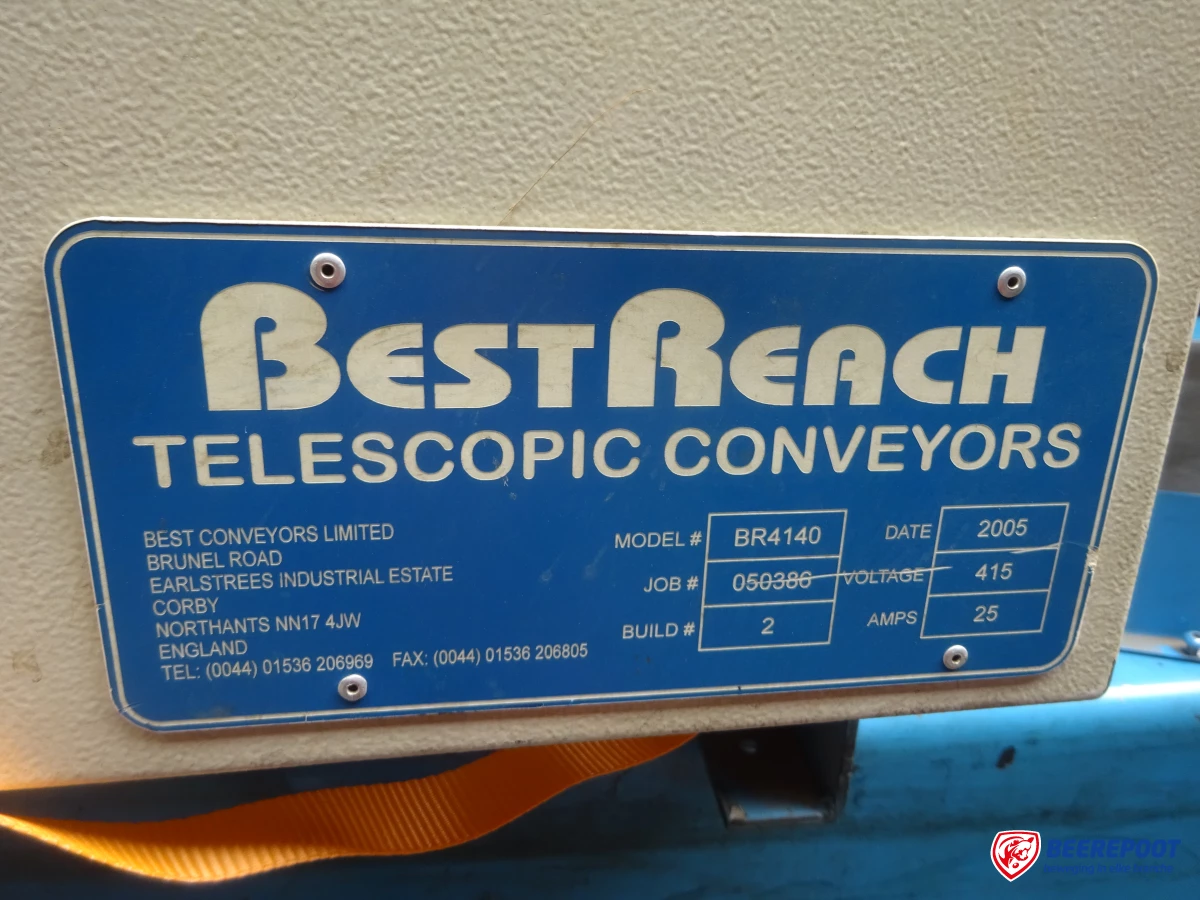 BESTREACH
TELESCOPIC CONVEYORS
BEST CONVEYORS LIMITED
BRUNEL ROAD
EARLSTREES INDUSTRIAL ESTATE
CORBY
NORTHANTS NN17 4JW
ENGLAND
TEL: (0044) 01536 206969 FAX: (0044) 01536 206805
MODEL # BR4140 DATE 2005
JOB # 050386 VOLTAGE 415
BUILD # 2 AMPS 25
BEEREPOOT